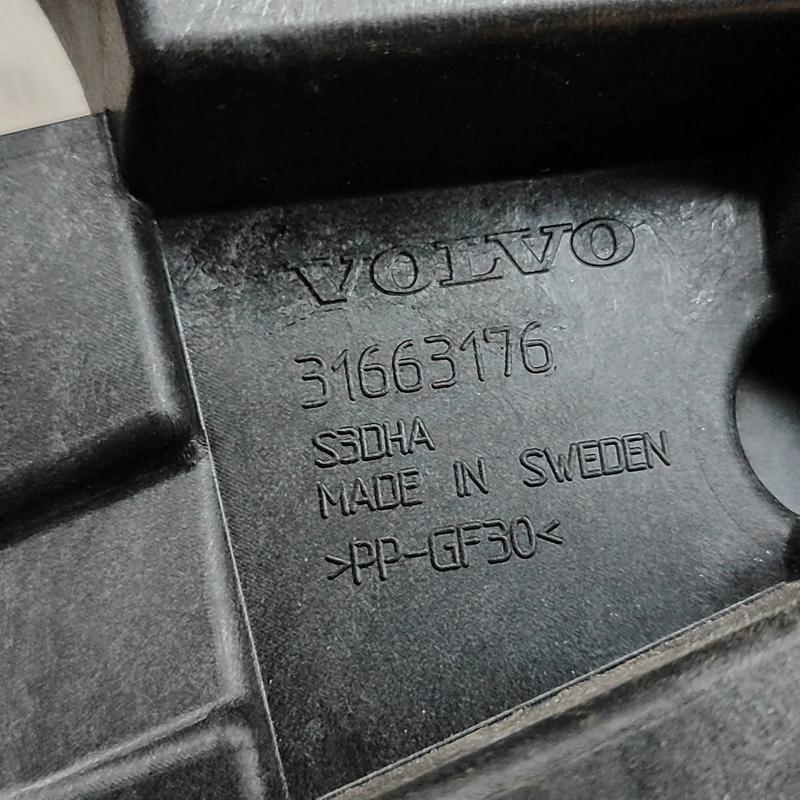 VOLVO
31663176
S3DHA
MADE IN SWEDEN
>PP-GF30<